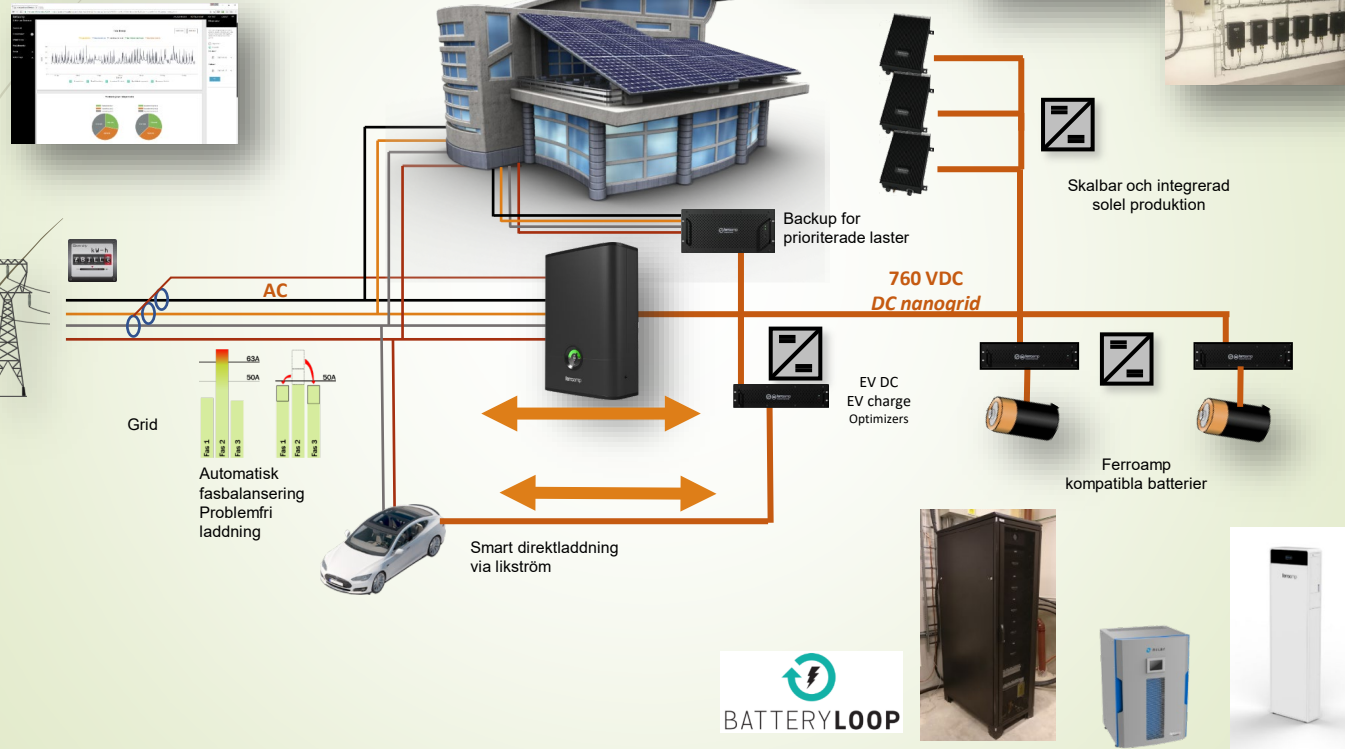 Backup for
prioriterade laster
Skalbar och integrerad
solel produktion
AC
760 VDC
DC nanogrid
kW-h
Grid
63A
50A
50A
Fas 1
Fas 2
Fas 3
Fas 1
Fas 2
Fas 3
Automatisk
fasbalansering
Problemfri
laddning
EV DC
EV charge
Optimizers
Ferroamp
kompatibla batterier
Smart direktladdning
via likström
BATTERYLOOP